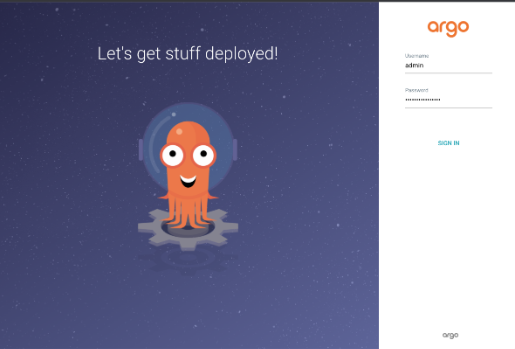 Let's get stuff deployed!
argo
Username
admin
Password
SIGN IN
argo